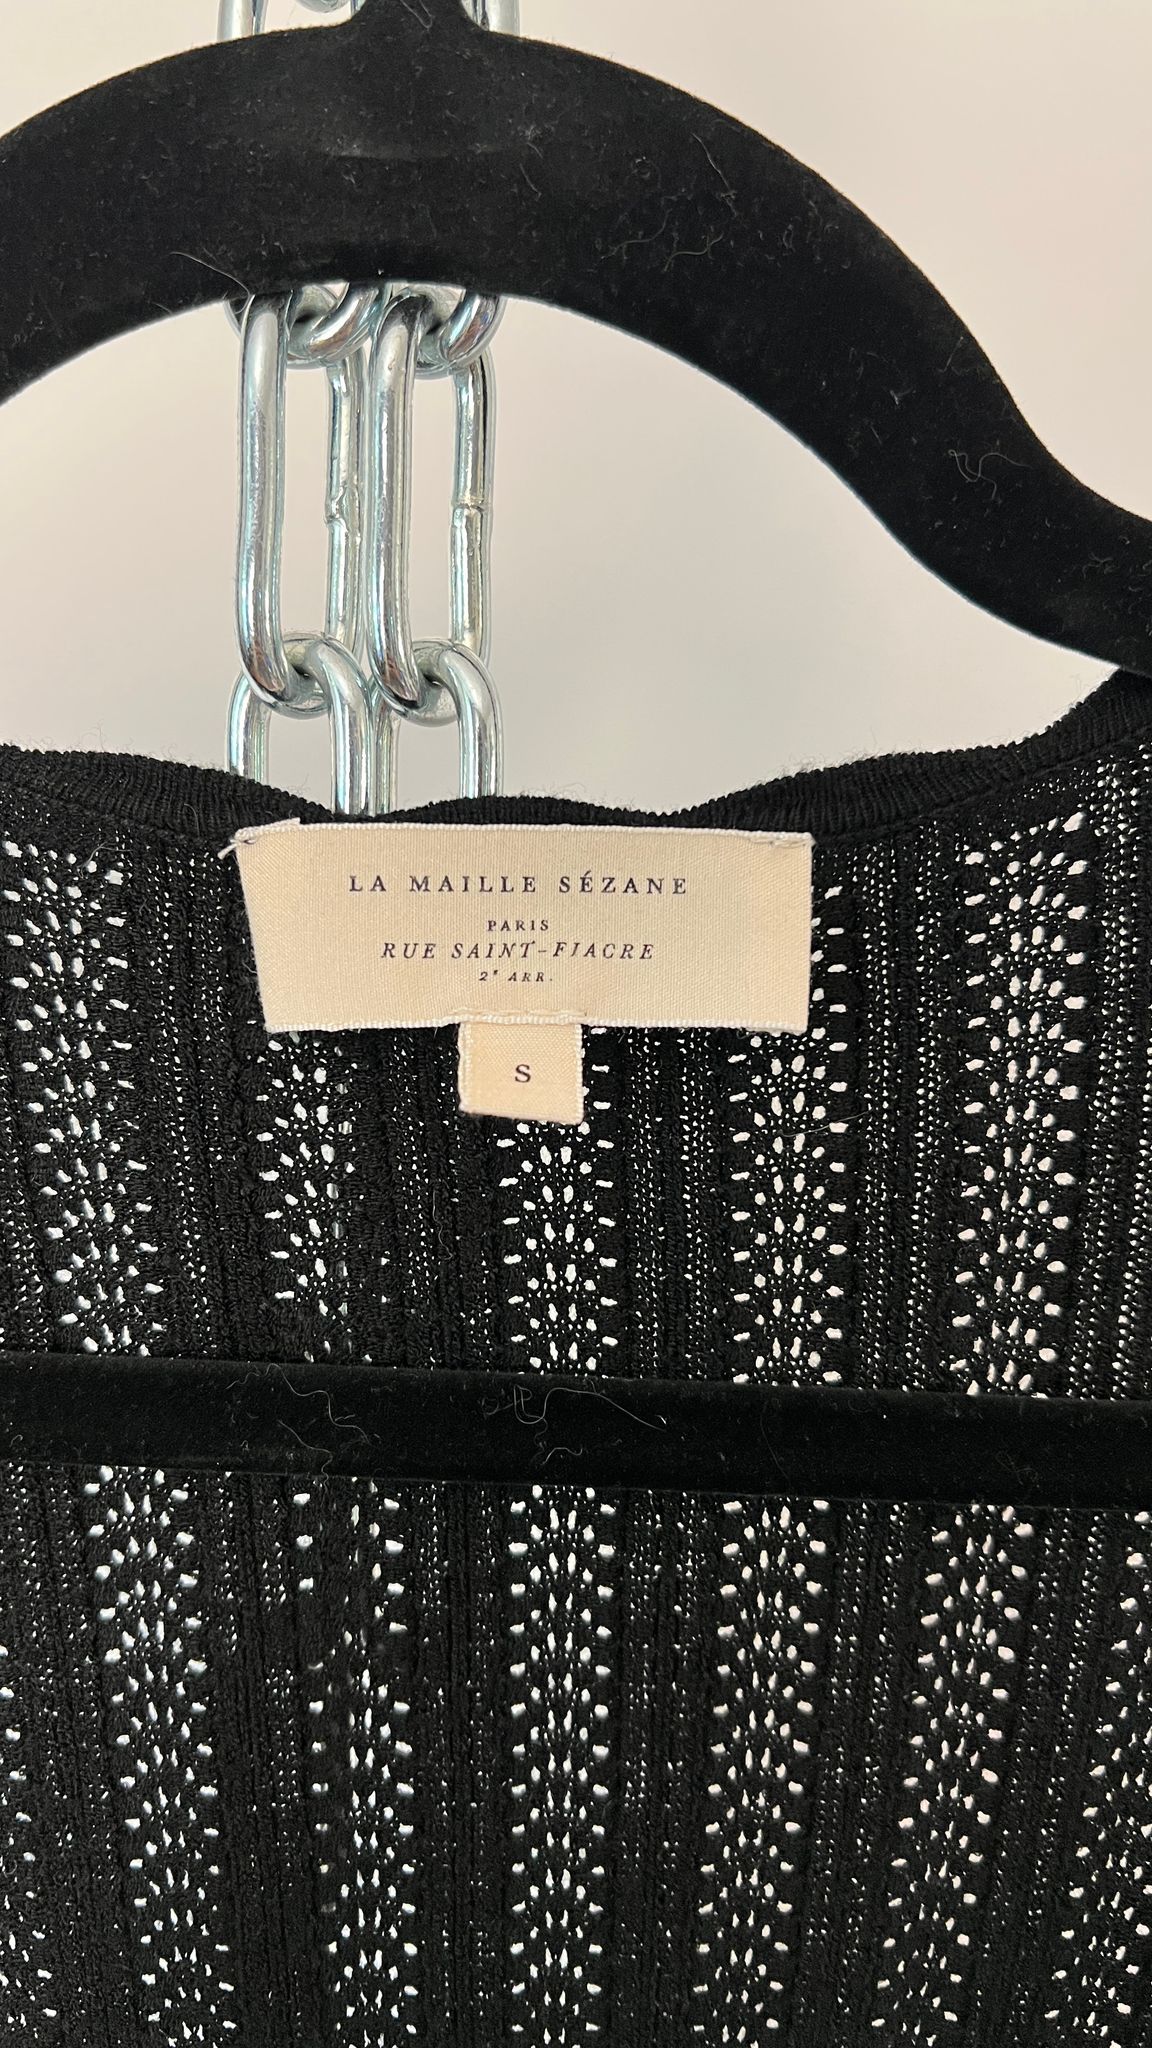 LA MAILLE SÉZANE
PARIS
RUE SAINT-FIACRE
2e ARR.
S